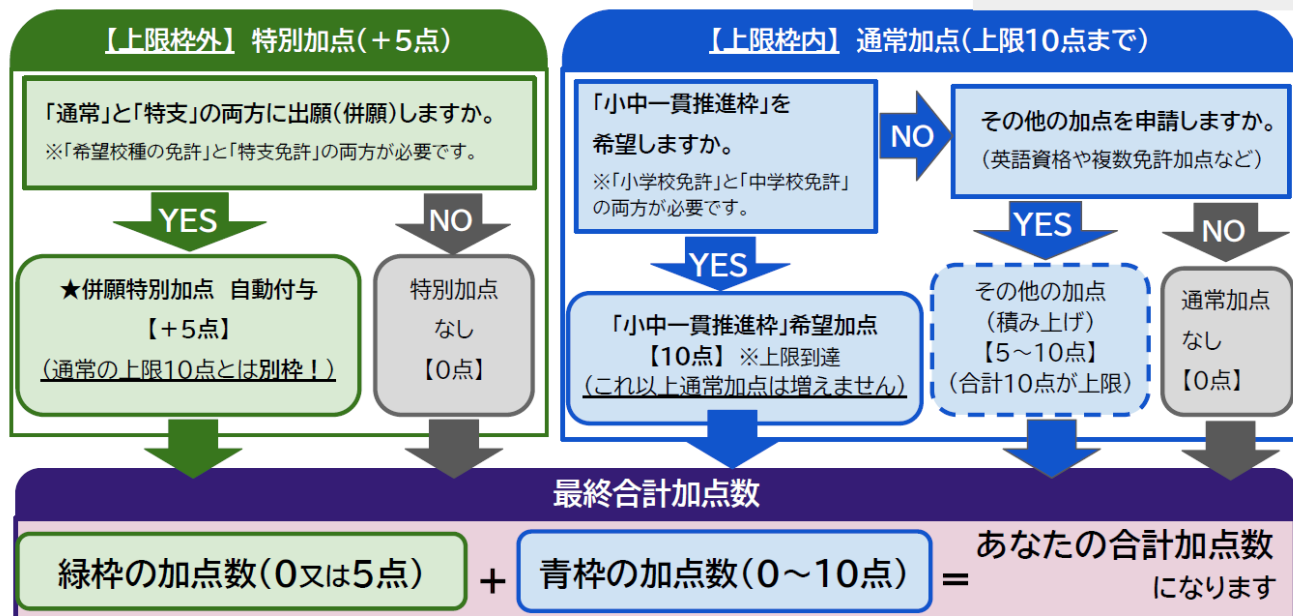 【上限枠外】 特別加点(+5点)
「通常」と「特支」の両方に出願(併願)しますか。
※「希望校種の免許」と「特支免許」の両方が必要です。
YES
NO
★併願特別加点 自動付与
【+5点】
(通常の上限10点とは別枠!)
特別加点
なし
【0点】
【上限枠内】 通常加点(上限10点まで)
「小中一貫推進枠」を
希望しますか。
※「小学校免許」と「中学校免許」
の両方が必要です。
NO
その他の加点を申請しますか。
(英語資格や複数免許加点など)
YES
YES
NO
「小中一貫推進枠」希望加点
【10点】 ※上限到達
(これ以上通常加点は増えません)
その他の加点
(積み上げ)
【5~10点】
(合計10点が上限)
通常加点
なし
【0点】
最終合計加点数
緑枠の加点数(0又は5点)
+
青枠の加点数(0~10点)
=
あなたの合計加点数
になります